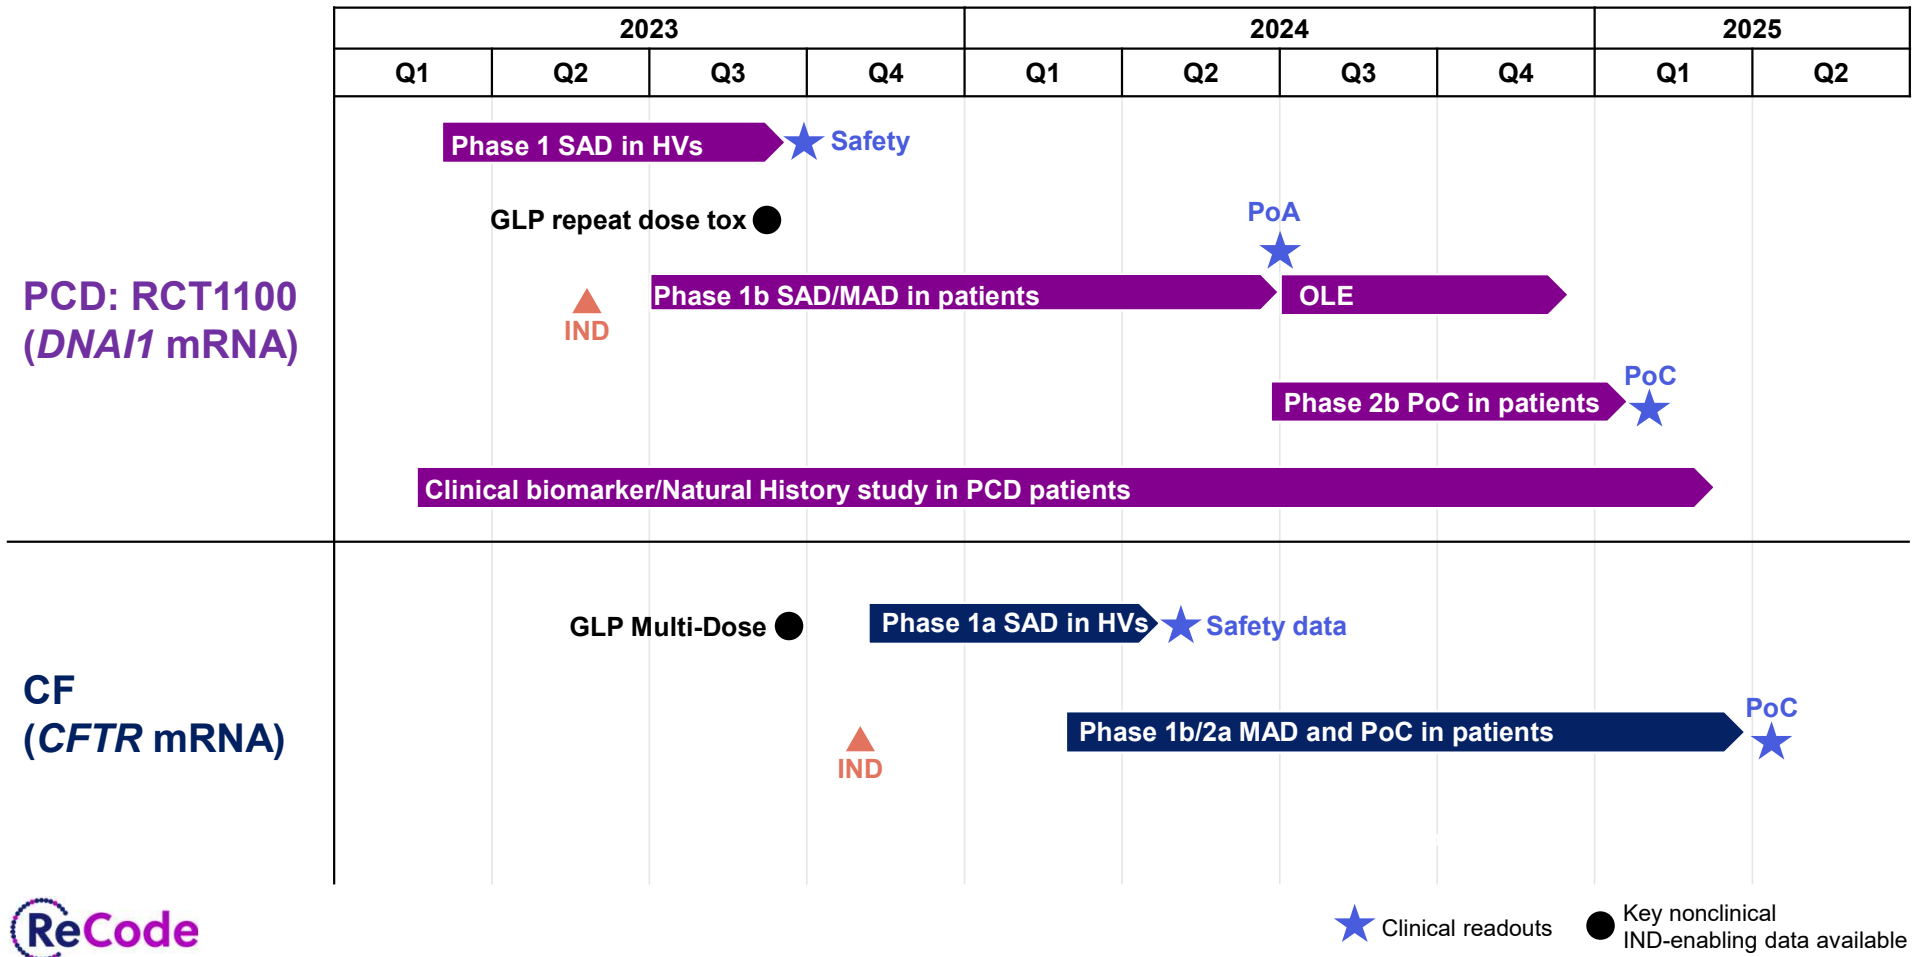 2023
2024
2025
Q1
Q2
Q3
Q4
Q1
Q2
Q3
Q4
Q1
Q2
PCD: RCT1100
(DNAI1 mRNA)
Phase 1 SAD in HVs
Safety
GLP repeat dose tox
PoA
IND
Phase 1b SAD/MAD in patients
OLE
PoC
Phase 2b PoC in patients
Clinical biomarker/Natural History study in PCD patients
CF
(CFTR mRNA)
GLP Multi-Dose
Phase 1a SAD in HVs
Safety data
IND
Phase 1b/2a MAD and PoC in patients
PoC
ReCode
Clinical readouts
Key nonclinical
IND-enabling data available